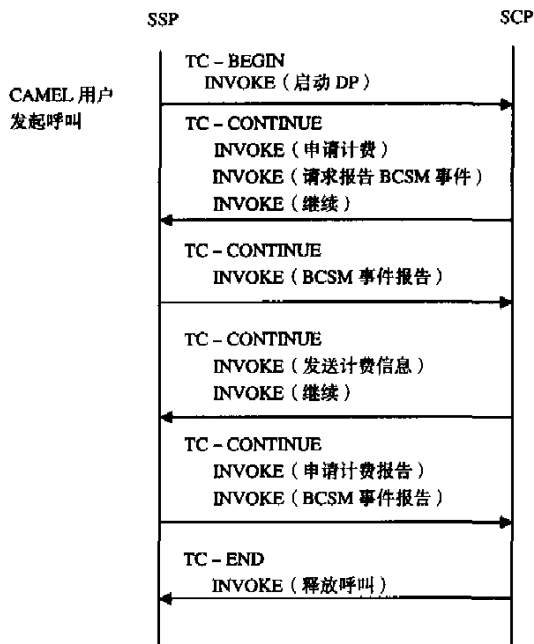 SSP
SCP
CAMEL 用户
发起呼叫
TC – BEGIN
INVOKE（启动 DP）
TC – CONTINUE
INVOKE（申请计费）
INVOKE（请求报告 BCSM 事件）
INVOKE（继续）
TC – CONTINUE
INVOKE（BCSM 事件报告）
TC – CONTINUE
INVOKE（发送计费信息）
INVOKE（继续）
TC – CONTINUE
INVOKE（申请计费报告）
INVOKE（BCSM 事件报告）
TC – END
INVOKE（释放呼叫）